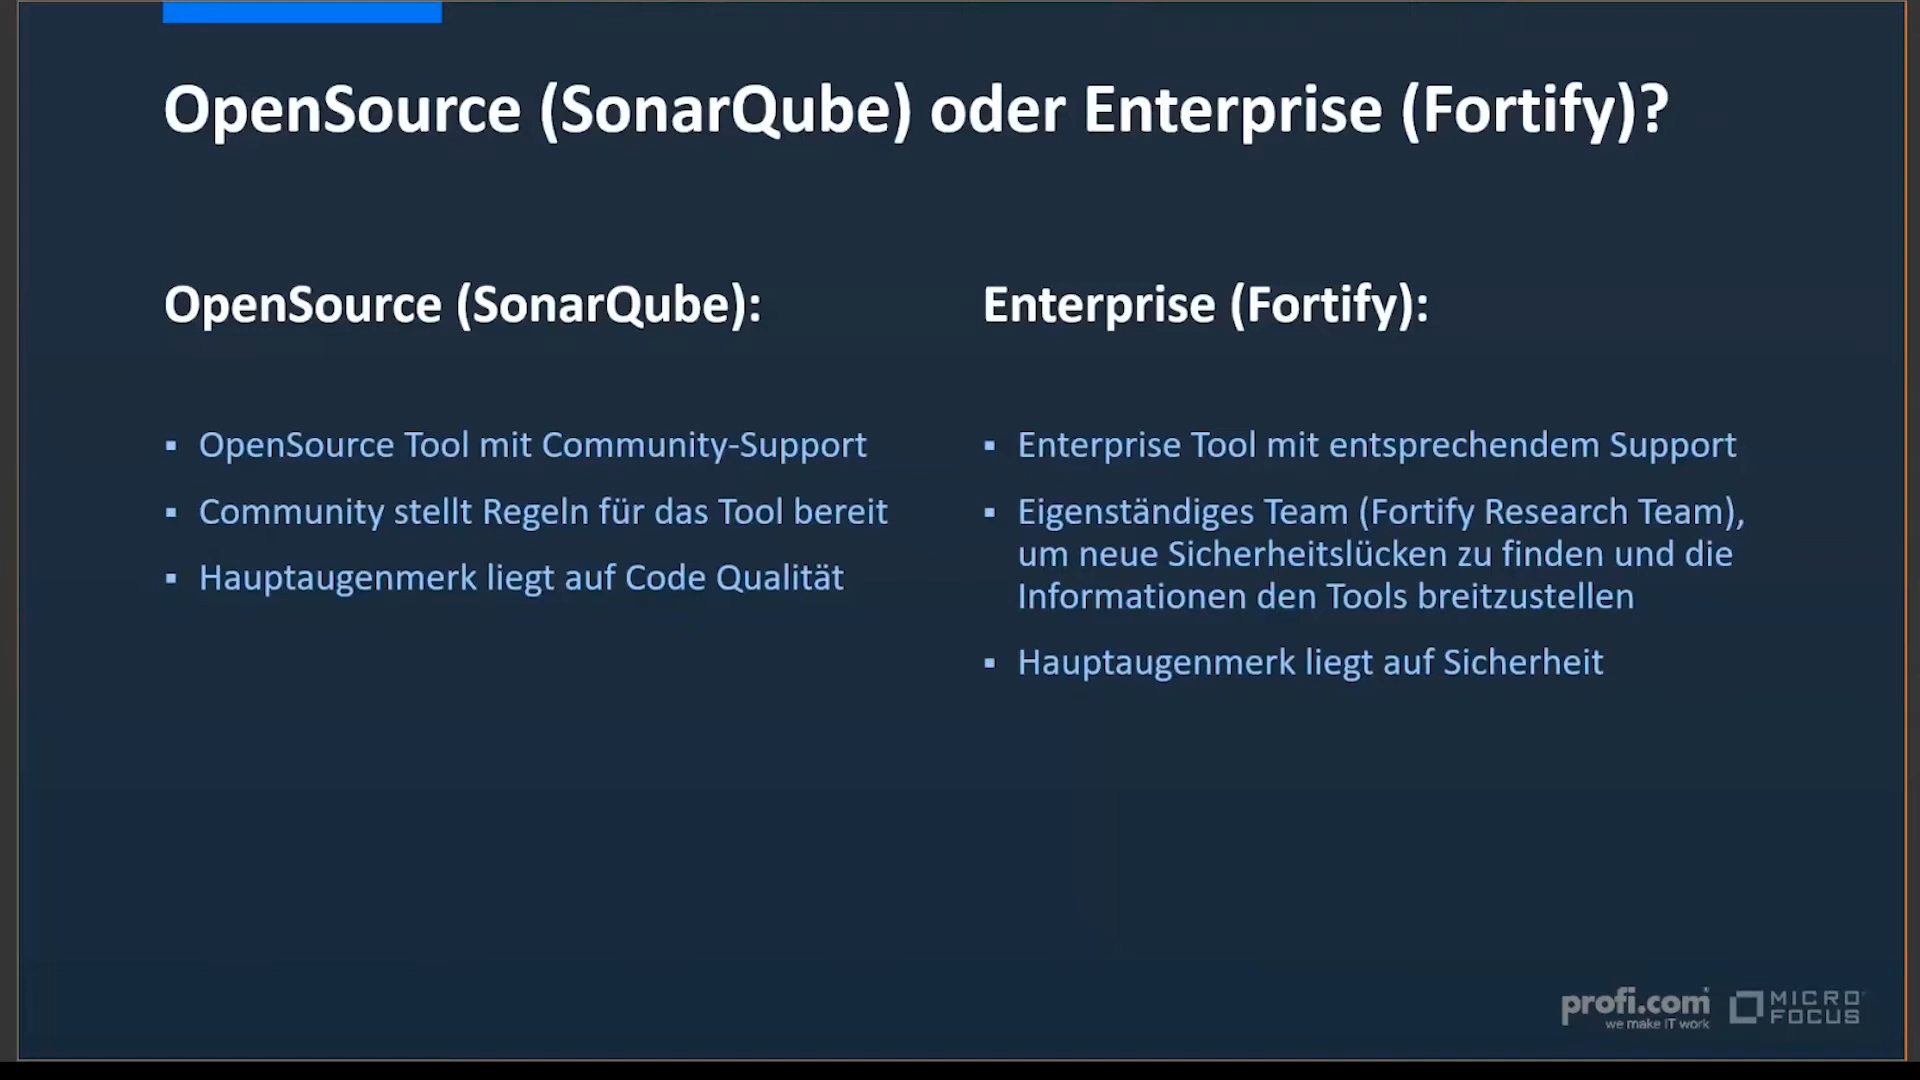 OpenSource (SonarQube) oder Enterprise (Fortify)?
OpenSource (SonarQube):
▪ OpenSource Tool mit Community-Support
▪ Community stellt Regeln für das Tool bereit
▪ Hauptaugenmerk liegt auf Code Qualität
Enterprise (Fortify):
▪ Enterprise Tool mit entsprechendem Support
▪ Eigenständiges Team (Fortify Research Team),
um neue Sicherheitslücken zu finden und die
Informationen den Tools breitzustellen
▪ Hauptaugenmerk liegt auf Sicherheit
profi.com
we make IT work
MICRO
FOCUS